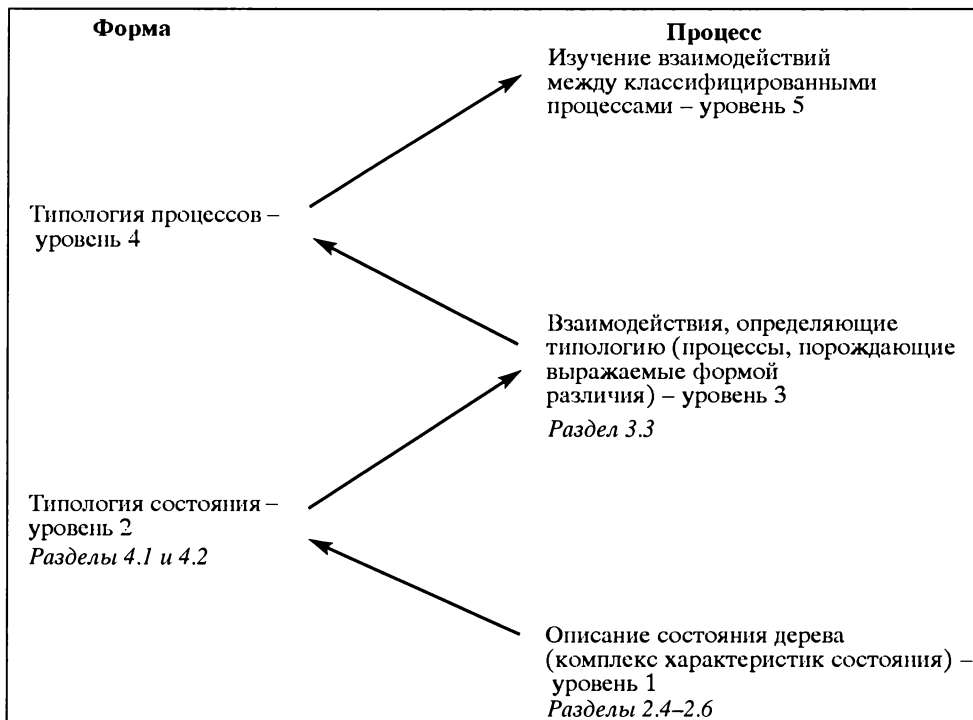 Форма
Процесс
Изучение взаимодействий
между классифицированными
процессами – уровень 5
Типология процессов –
уровень 4
Взаимодействия, определяющие
типологию (процессы, порождающие
выражаемые формой
различия) – уровень 3
Раздел 3.3
Типология состояния –
уровень 2
Разделы 4.1 и 4.2
Описание состояния дерева
(комплекс характеристик состояния) –
уровень 1
Разделы 2.4–2.6